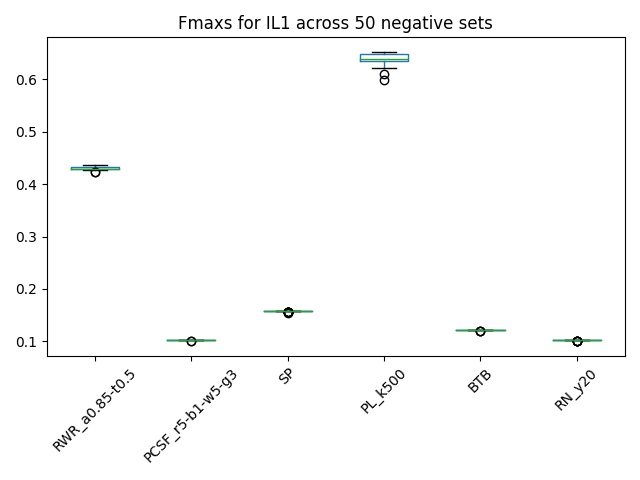 Fmaxs for IL1 across 50 negative sets
0.6
0.5
0.4
0.3
0.2
0.1
RWR_a0.85-t0.5
PCSF_r5-b1-w5-g3
SP
PL_k500
BTB
RN_y20